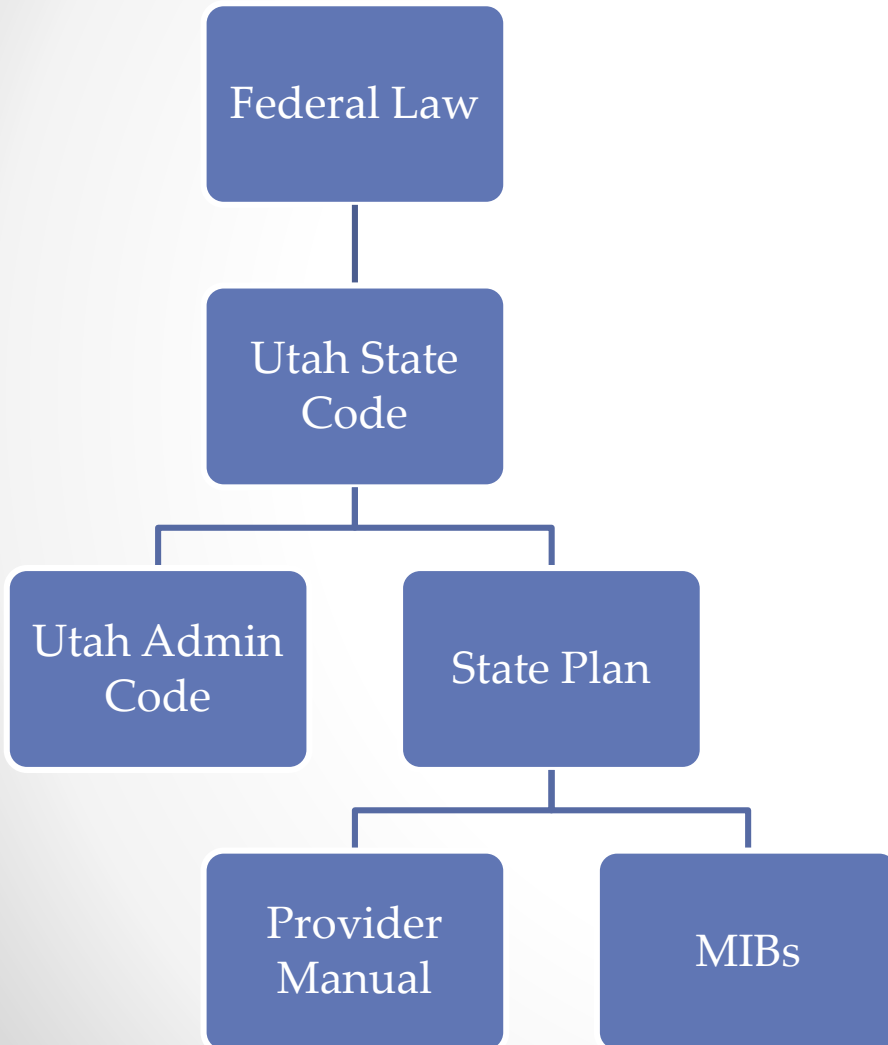 Federal Law
Utah State
Code
Utah Admin
Code
State Plan
Provider
Manual
MIBs